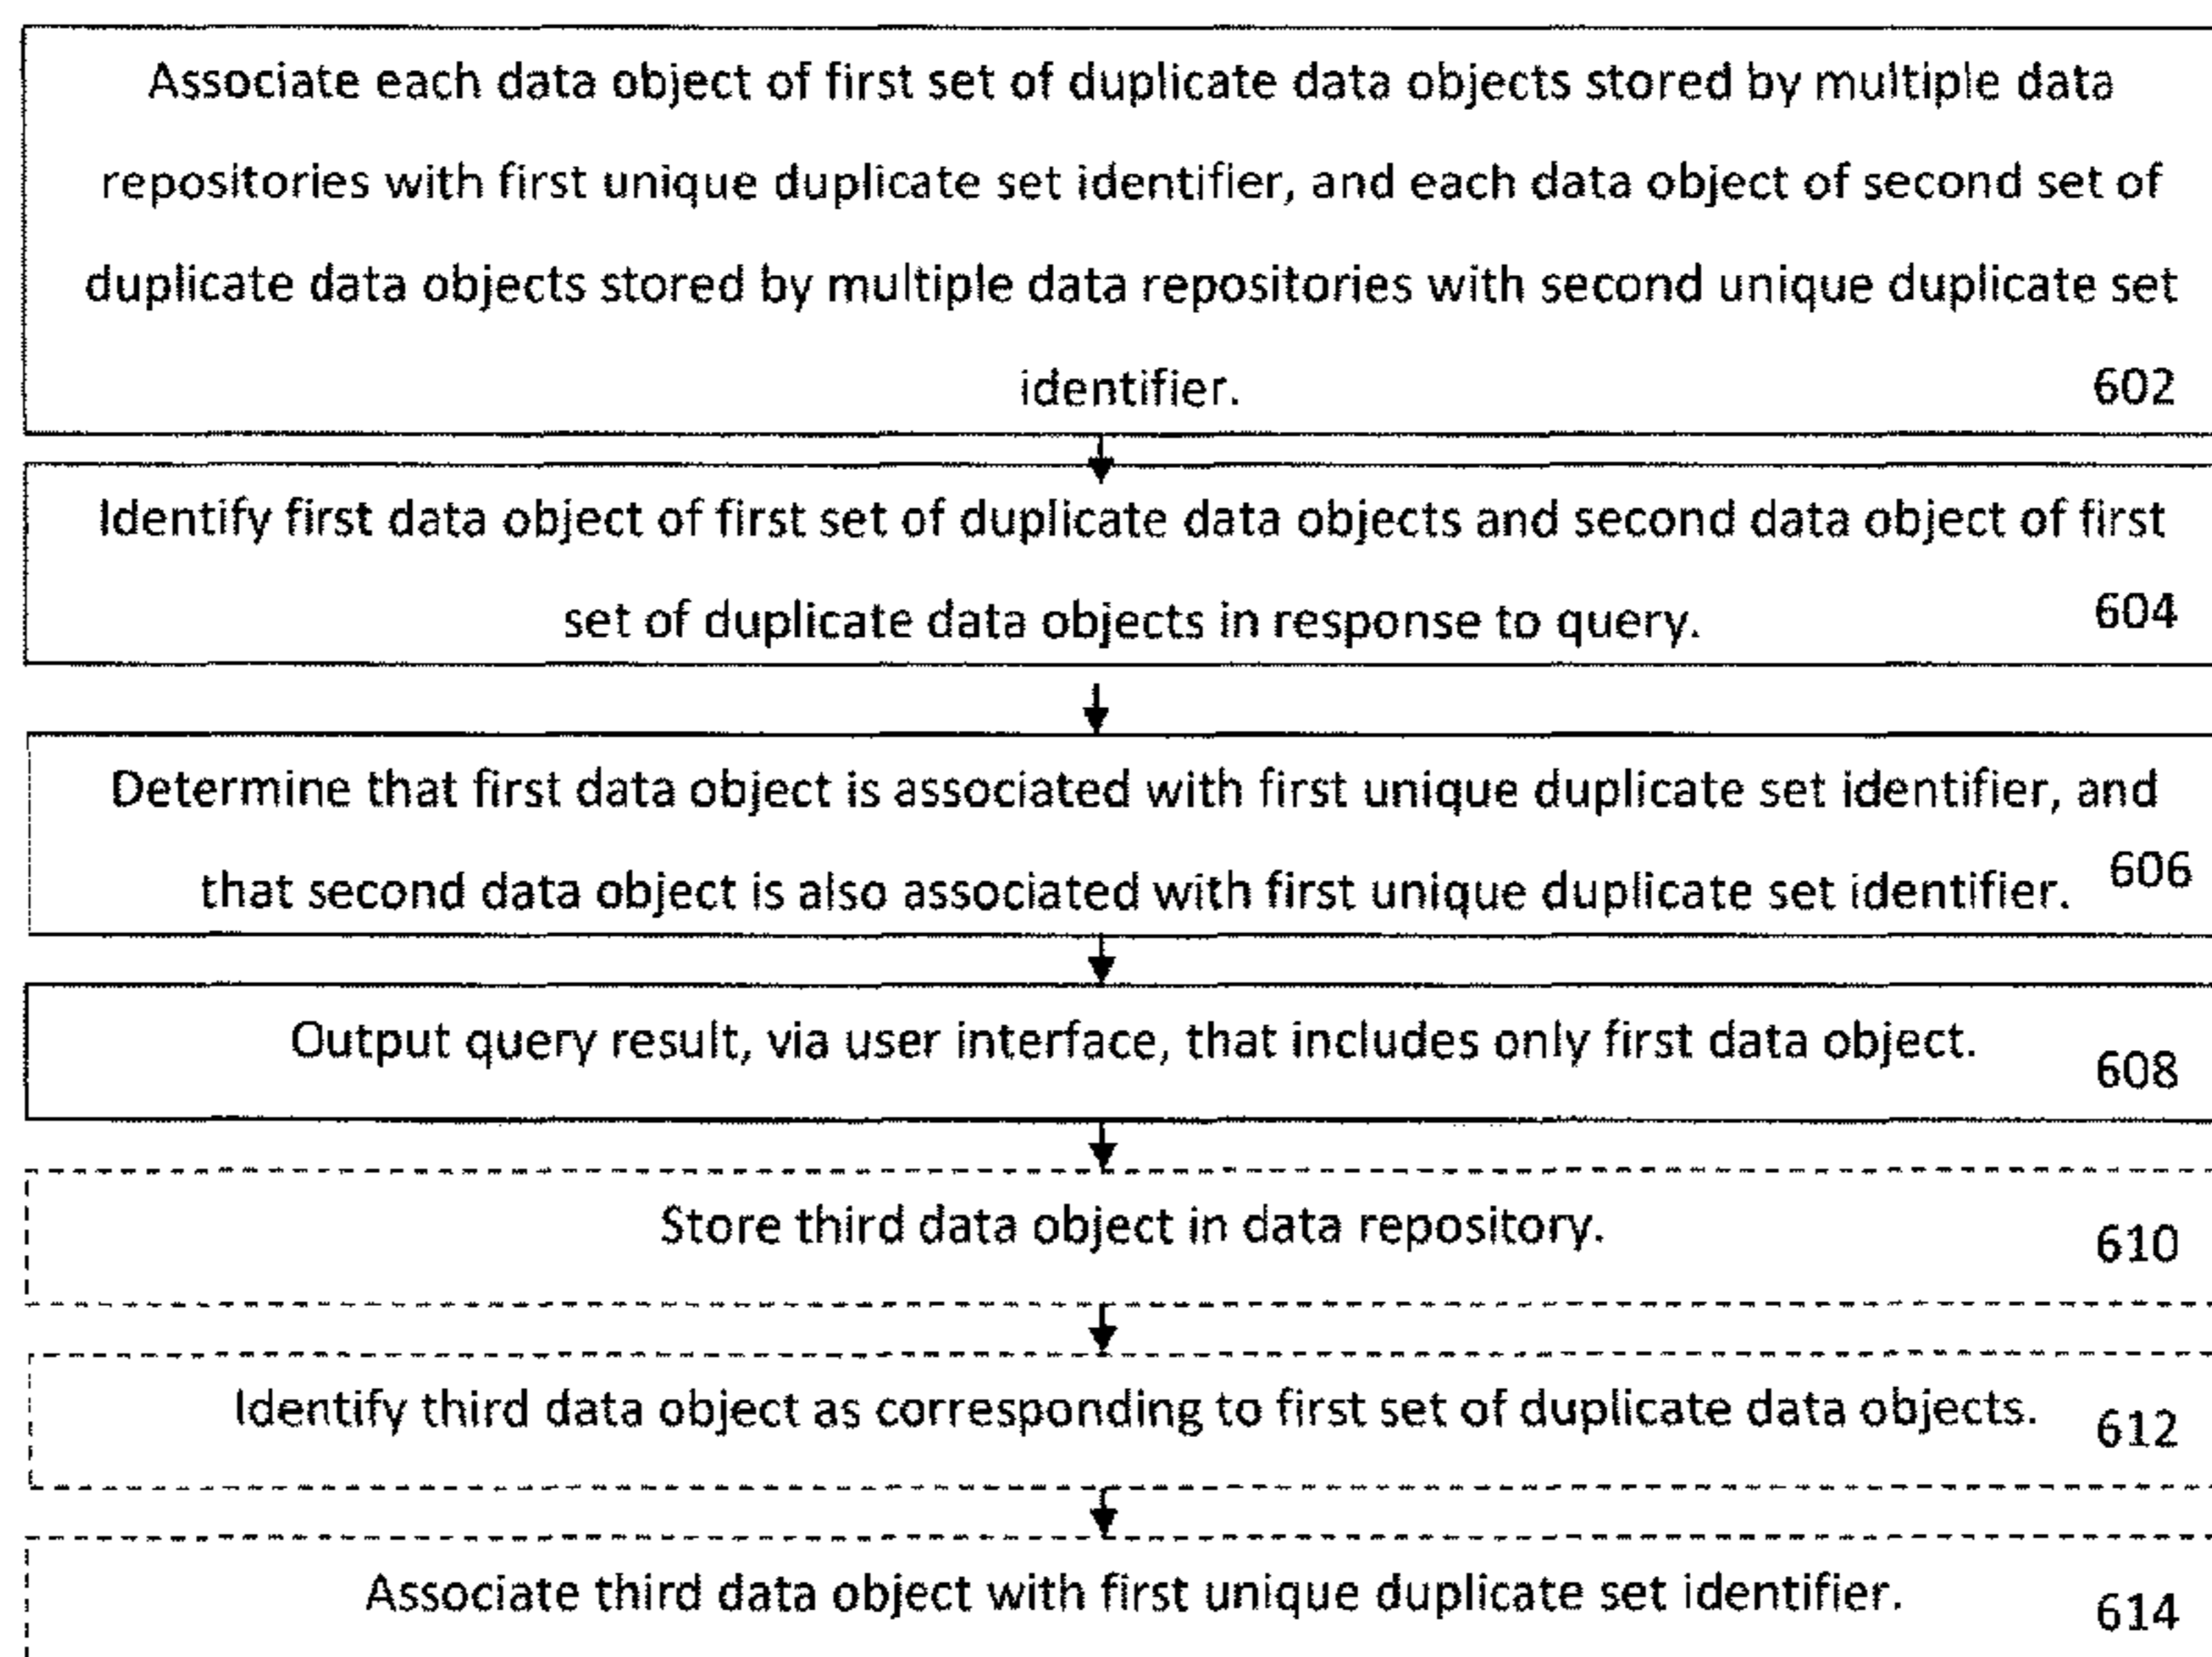 Associate each data object of first set of duplicate data objects stored by multiple data
repositories with first unique duplicate set identifier, and each data object of second set of
duplicate data objects stored by multiple data repositories with second unique duplicate set
identifier. 602
Identify first data object of first set of duplicate data objects and second data object of first
set of duplicate data objects in response to query. 604
Determine that first data object is associated with first unique duplicate set identifier, and
that second data object is also associated with first unique duplicate set identifier. 606
Output query result, via user interface, that includes only first data object. 608
Store third data object in data repository. 610
Identify third data object as corresponding to first set of duplicate data objects. 612
Associate third data object with first unique duplicate set identifier. 614